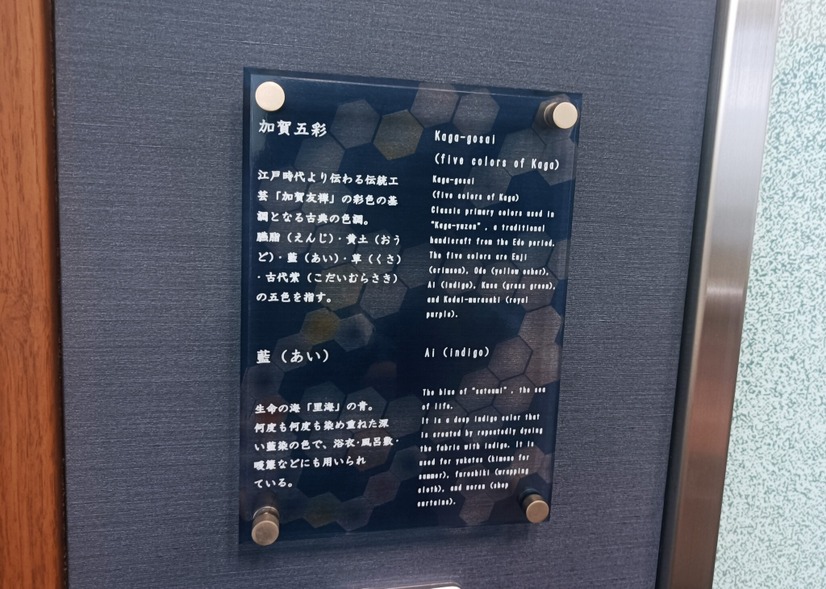 加賀五彩
江戸時代より伝わる伝統工
芸「加賀友禅」の彩色の基
調となる古典の色調。
臙脂（えんじ）・黄土（おう
ど）・藍（あい）・草（くさ）
・古代紫（こだいむらさき）
の五色を指す。
藍（あい）
生命の海「里海」の青。
何度も何度も染め重ねた深
い藍染の色で、浴衣・風呂敷・
暖簾などにも用いられ
ている。
Kaga-gosai
(five colors of Kaga)
Kaga-gosai
(five colors of Kaga)
Classic primary colors used in
"Kaga-yuzen", a traditional
handicraft from the Edo period.
The five colors are Enji
(crimson), Odo (yellow ocher),
Ai (indigo), Kusa (grass green),
and Kodai-murasaki (royal
purple).
Ai (indigo)
The blue of "satoumi", the sea
of life.
It is a deep indigo color that
is created by repeatedly dyeing
the fabric with indigo. It is
used for yukatas (kimono for
summer), furoshiki (wrapping
cloth), and noren (shop
curtains).